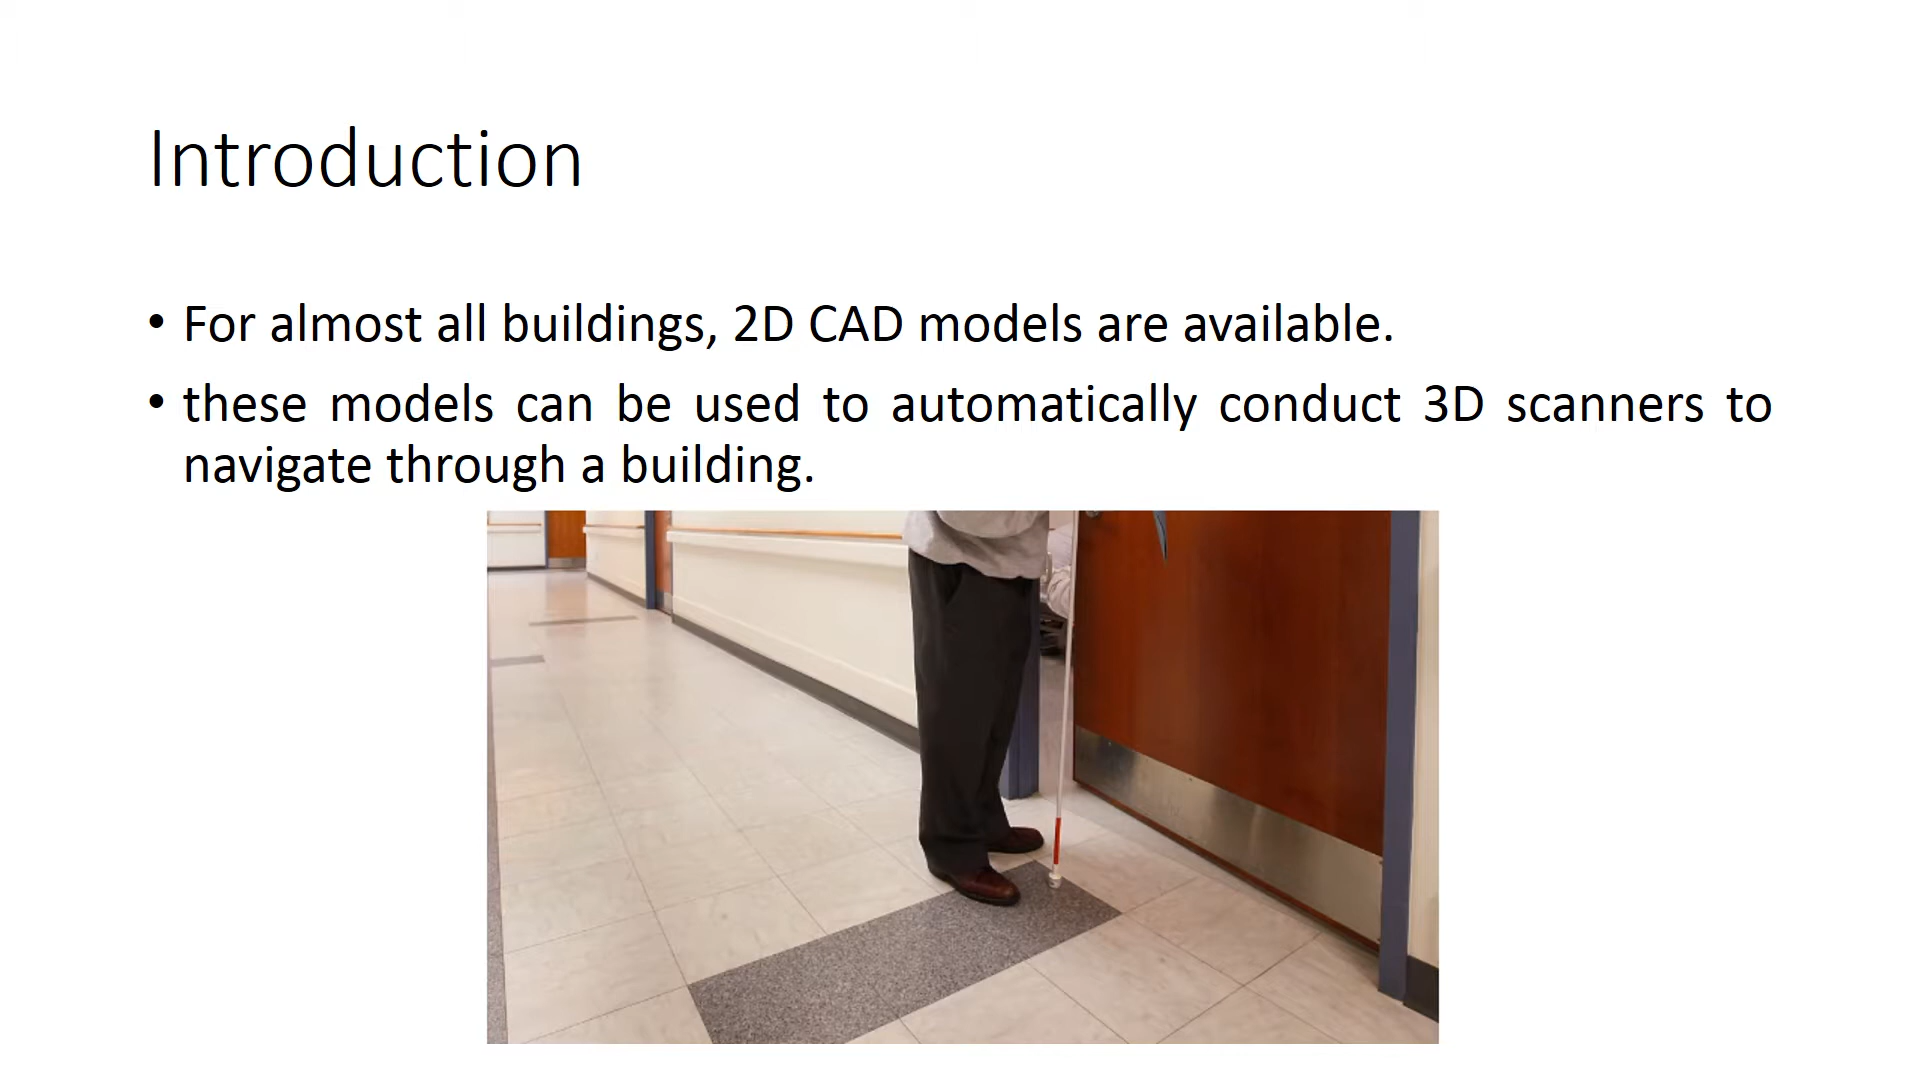 Introduction
• For almost all buildings, 2D CAD models are available.
• these models can be used to automatically conduct 3D scanners to
navigate through a building.